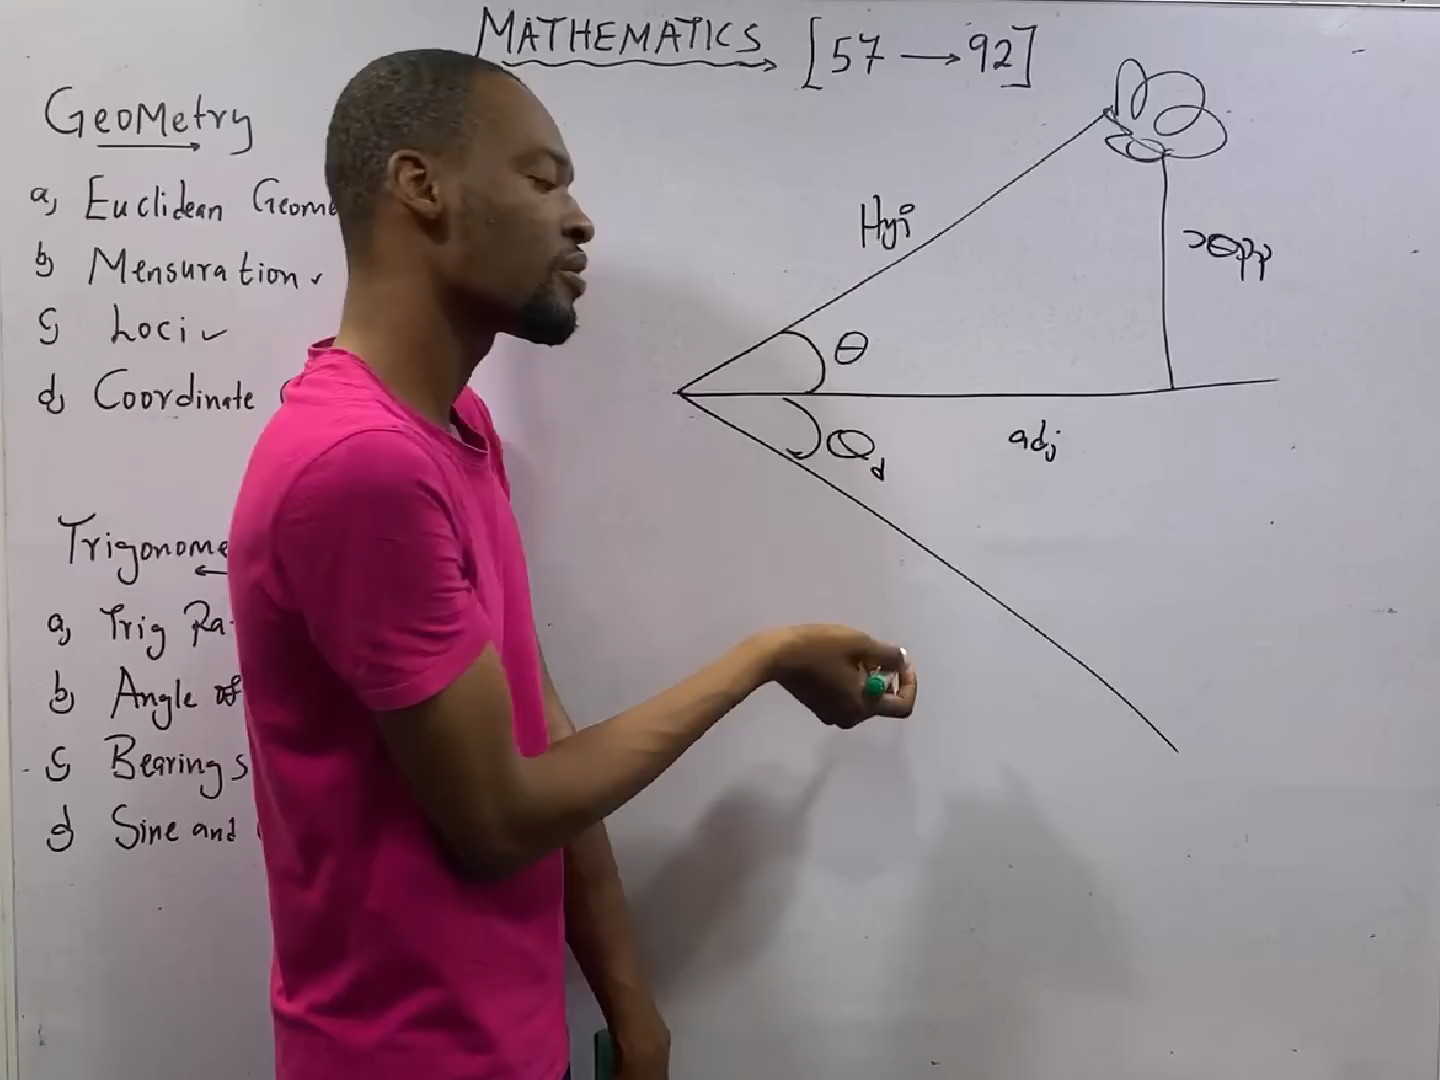 MATHEMATICS [57 → 92]
Geometry
a, Euclidean Geome
b, Mensuration ✓
c, Loci ✓
d, Coordinate
Trigonome
a, Trig Ra
b, Angle of
c, Bearings
d, Sine and
Hyp
Opp
θ
adj
θd